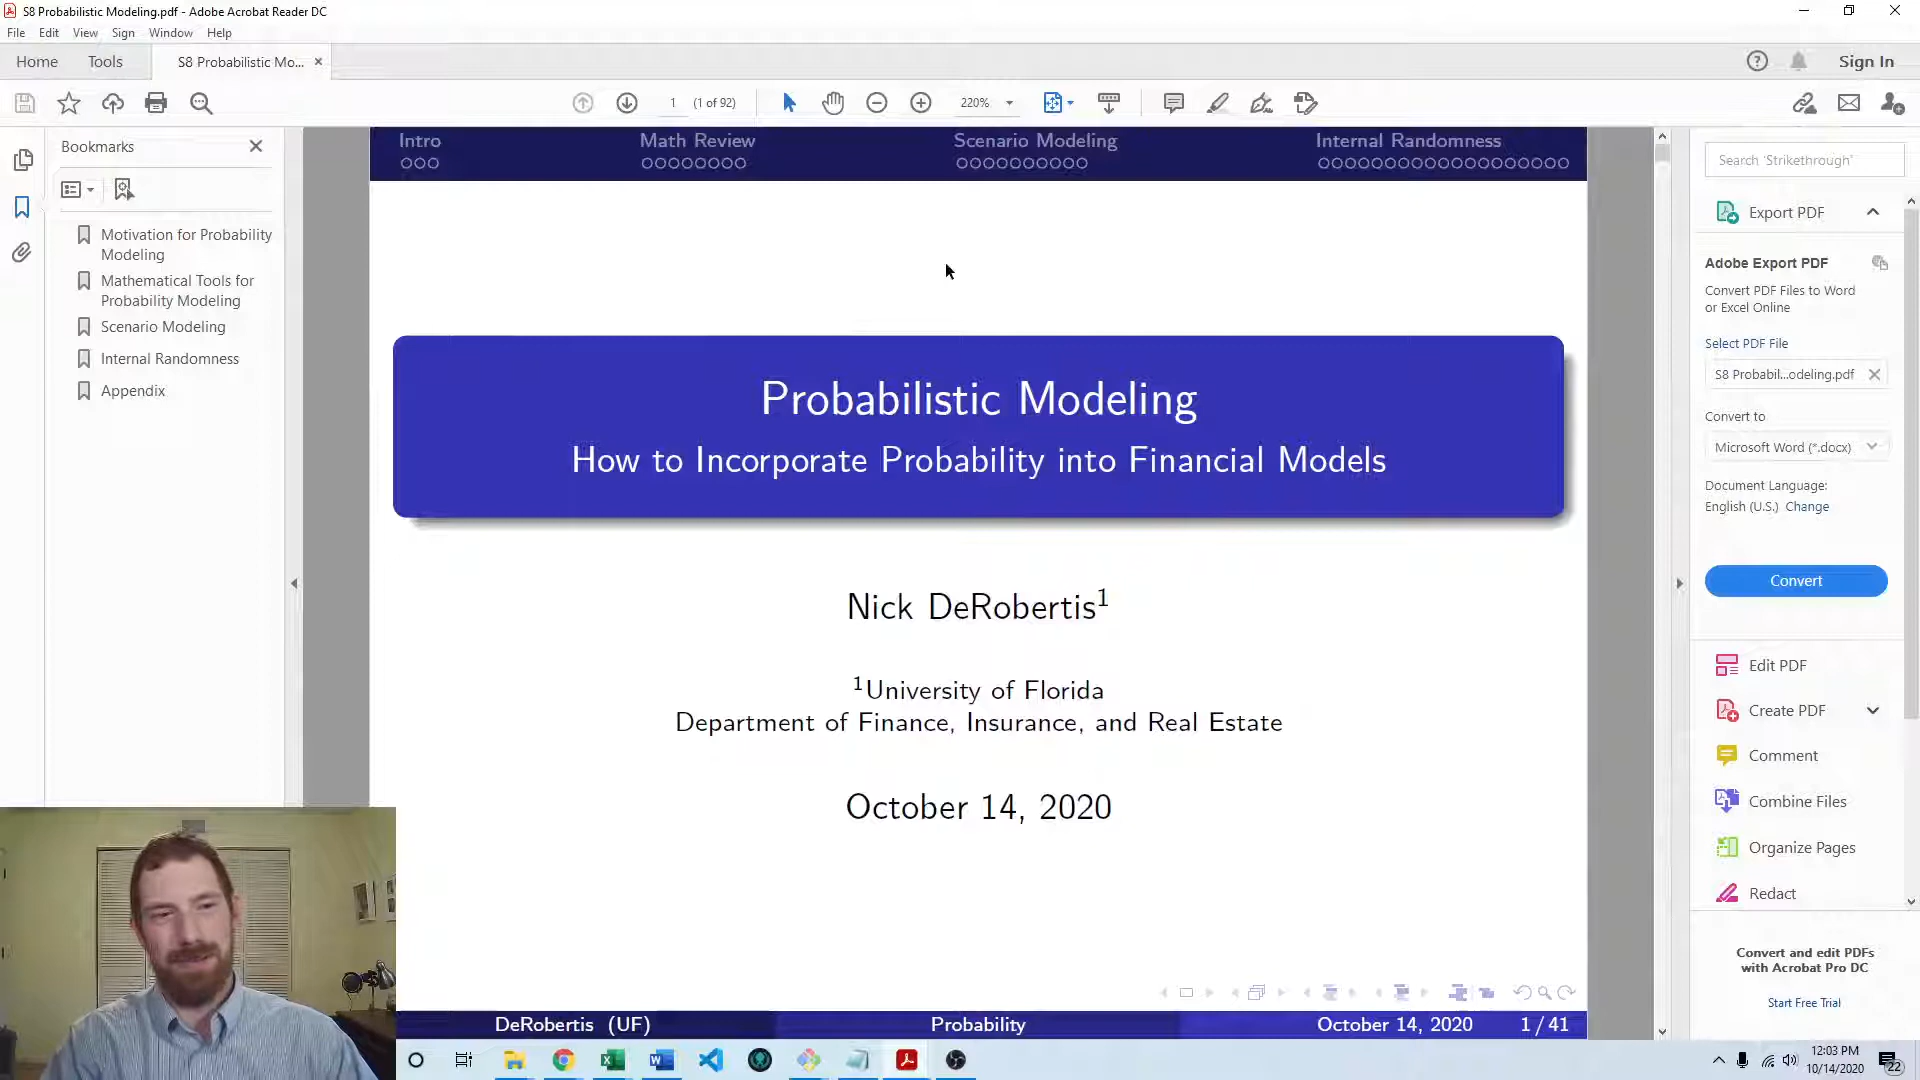 S8 Probabilistic Modeling.pdf - Adobe Acrobat Reader DC
File Edit View Sign Window Help
Home Tools S8 Probabilistic Mo... Sign In
1 (1 of 92) 220%
Bookmarks
Motivation for Probability
Modeling
Mathematical Tools for
Probability Modeling
Scenario Modeling
Internal Randomness
Appendix
Intro Math Review Scenario Modeling Internal Randomness
Probabilistic Modeling
How to Incorporate Probability into Financial Models
Nick DeRobertis1
1University of Florida
Department of Finance, Insurance, and Real Estate
October 14, 2020
DeRobertis (UF) Probability October 14, 2020 1 / 41
Search 'Strikethrough'
Export PDF
Adobe Export PDF
Convert PDF Files to Word
or Excel Online
Select PDF File
S8 Probabil...odeling.pdf
Convert to
Microsoft Word (*.docx)
Document Language:
English (U.S.) Change
Convert
Edit PDF
Create PDF
Comment
Combine Files
Organize Pages
Redact
Convert and edit PDFs
with Acrobat Pro DC
Start Free Trial
12:03 PM
10/14/2020
22